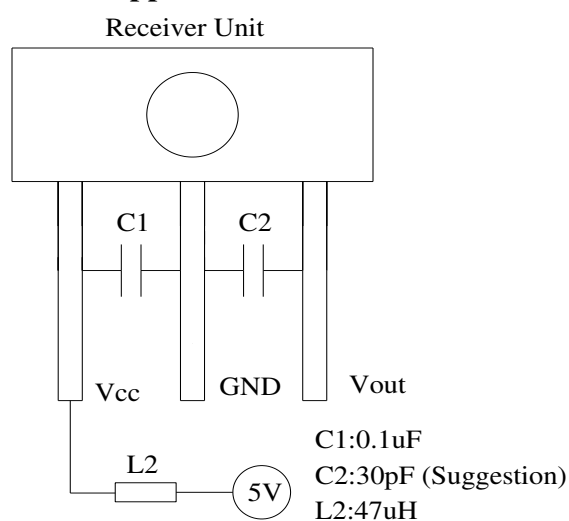 Receiver Unit
C1
C2
Vcc
GND
Vout
C1:0.1uF
L2
C2:30pF (Suggestion)
5V
L2:47uH